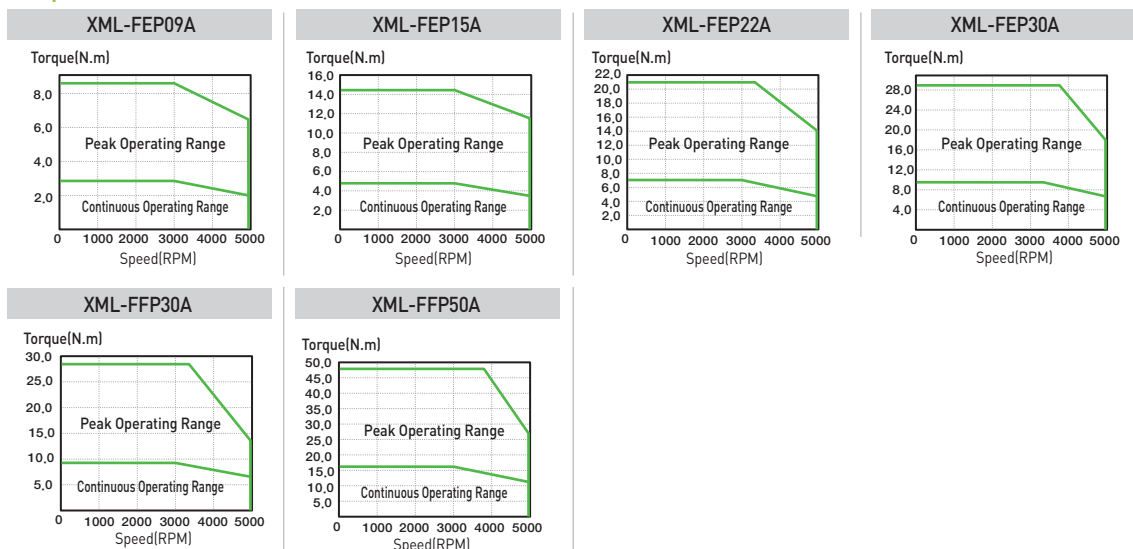 XML-FEP09A
Torque(N.m)
8,0
6,0
4,0
2,0
Peak Operating Range
Continuous Operating Range
0 1000 2000 3000 4000 5000
Speed(RPM)
XML-FEP15A
Torque(N.m)
16,0
14,0
12,0
10,0
8,0
6,0
4,0
2,0
Peak Operating Range
Continuous Operating Range
0 1000 2000 3000 4000 5000
Speed(RPM)
XML-FEP22A
Torque(N.m)
22,0
20,0
18,0
16,0
14,0
12,0
10,0
8,0
6,0
4,0
2,0
Peak Operating Range
Continuous Operating Range
0 1000 2000 3000 4000 5000
Speed(RPM)
XML-FEP30A
Torque(N.m)
28,0
24,0
20,0
16,0
12,0
8,0
4,0
Peak Operating Range
Continuous Operating Range
0 1000 2000 3000 4000 5000
Speed(RPM)
XML-FFP30A
Torque(N.m)
30,0
25,0
20,0
15,0
10,0
5,0
Peak Operating Range
Continuous Operating Range
0 1000 2000 3000 4000 5000
Speed(RPM)
XML-FFP50A
Torque(N.m)
50,0
45,0
40,0
35,0
30,0
25,0
20,0
15,0
10,0
5,0
Peak Operating Range
Continuous Operating Range
0 1000 2000 3000 4000 5000
Speed(RPM)